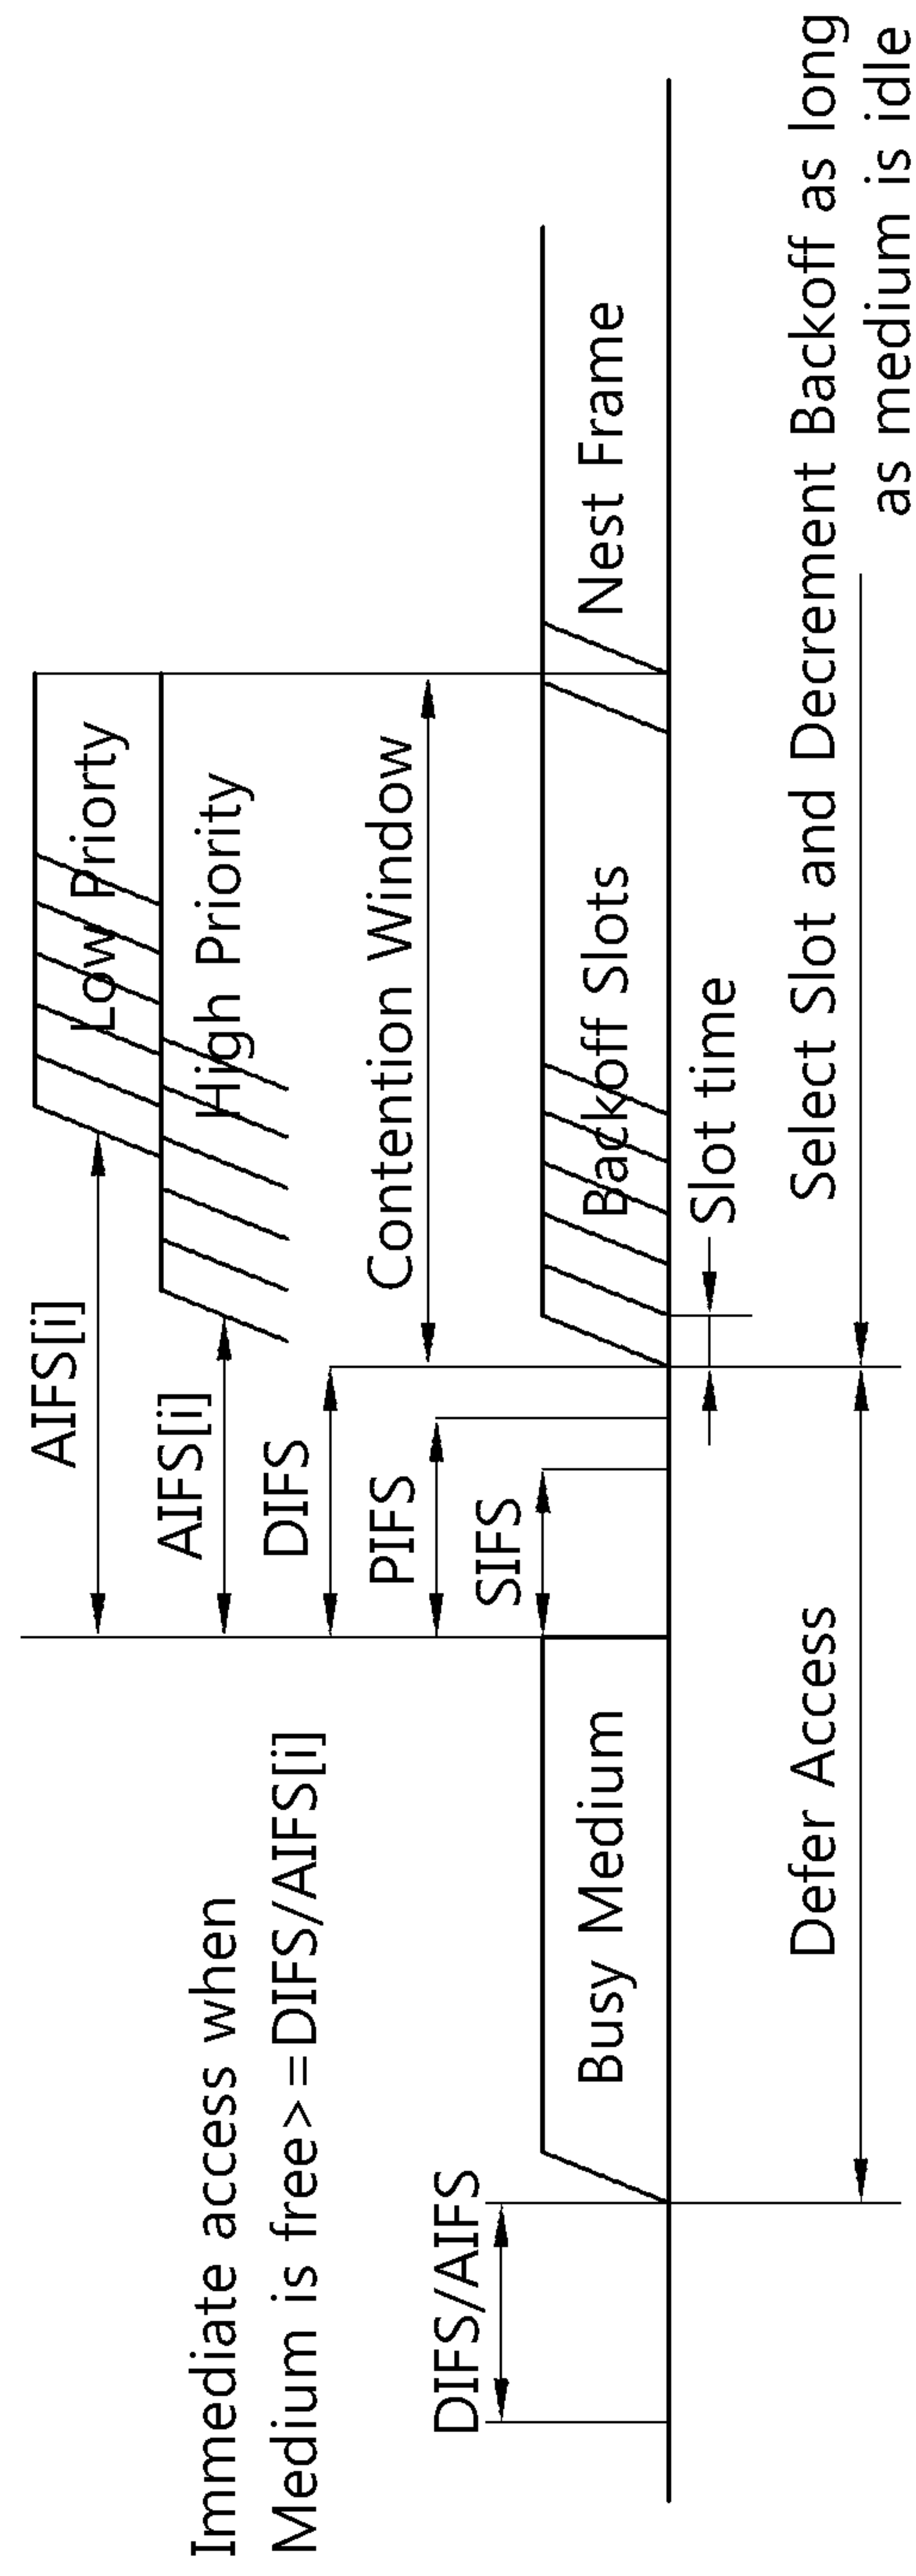 Immediate access when
Medium is free>=DIFS/AIFS[i]
AIFS[i]
Low Priorty
AIFS[i]
High Priority
DIFS
PIFS
Contention Window
DIFS/AIFS
SIFS
Busy Medium
Backoff Slots
Nest Frame
Slot time
Defer Access
Select Slot and Decrement Backoff as long
as medium is idle